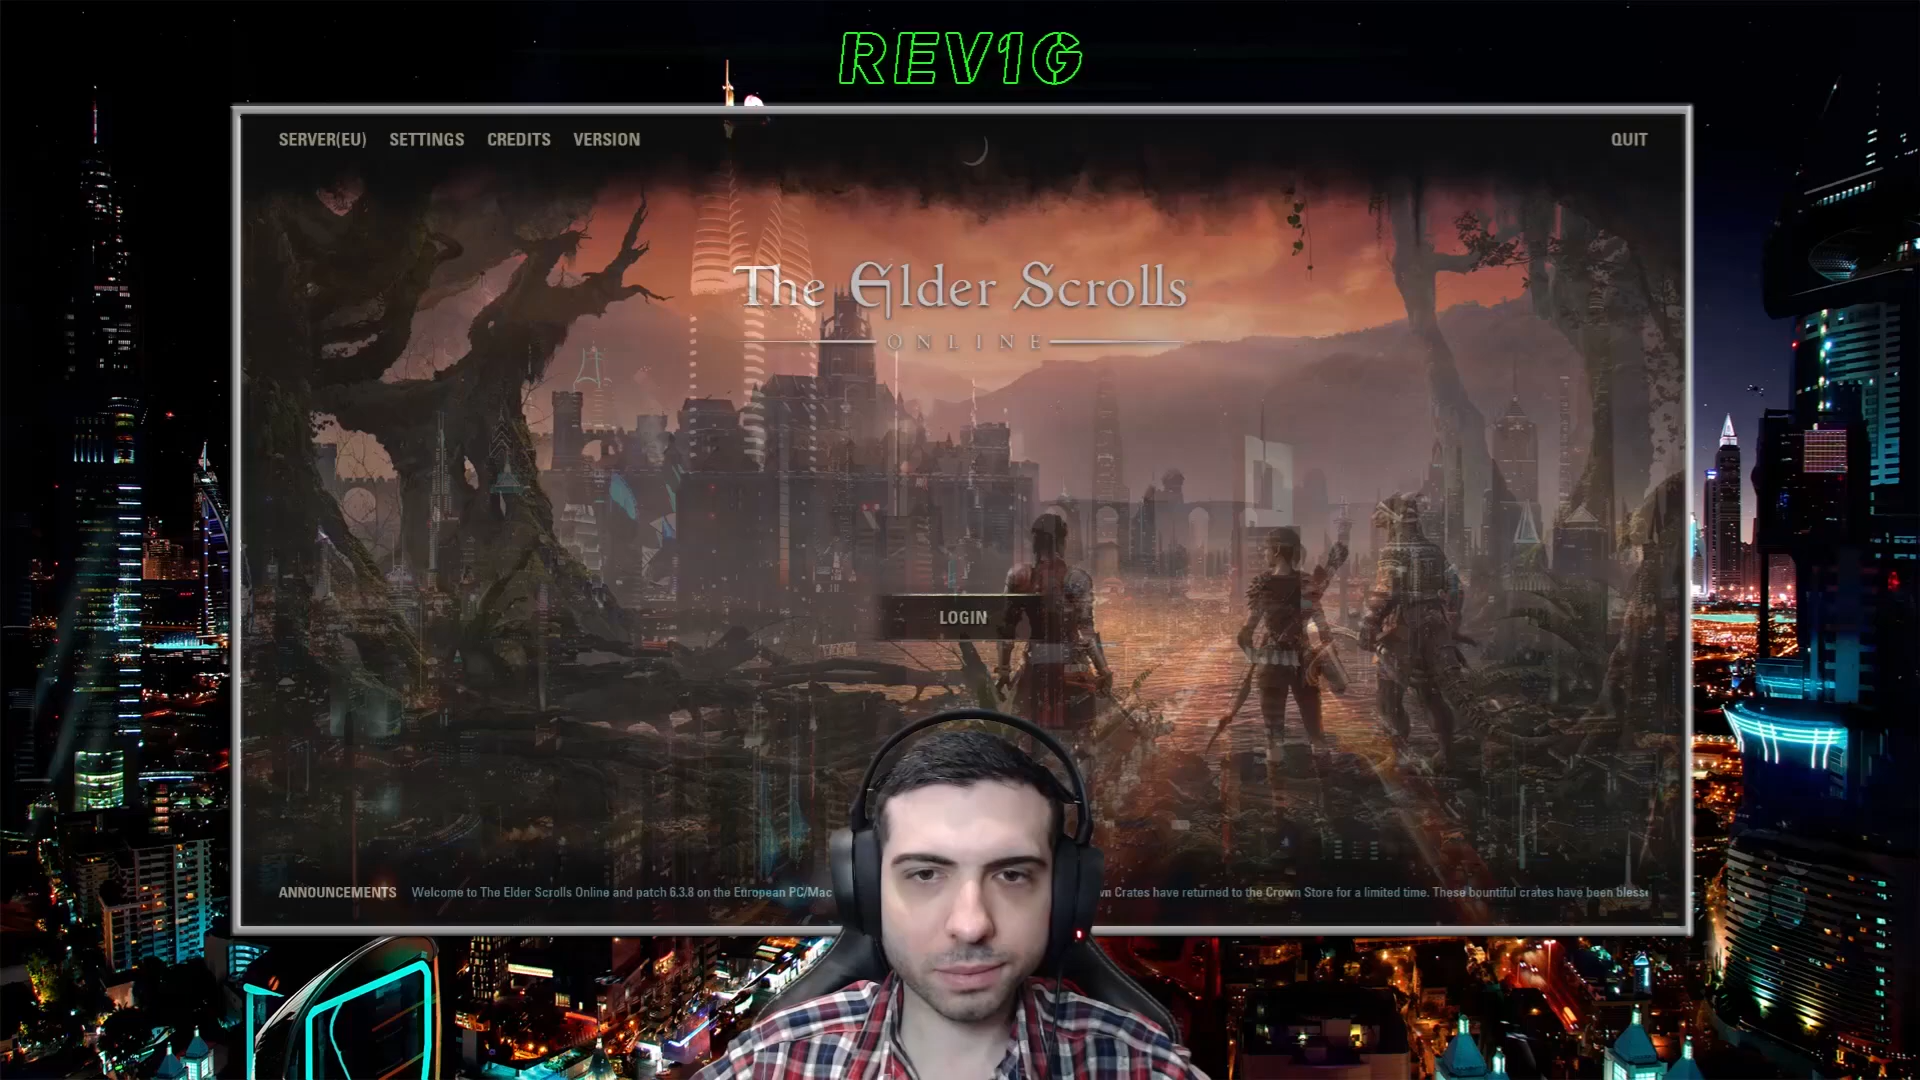 REV1G
SERVER(EU) SETTINGS CREDITS VERSION QUIT
The Elder Scrolls
ONLINE
LOGIN
ANNOUNCEMENTS Welcome to The Elder Scrolls Online and patch 6.3.8 on the European PC/Mac Crates have returned to the Crown Store for a limited time. These bountiful crates have been